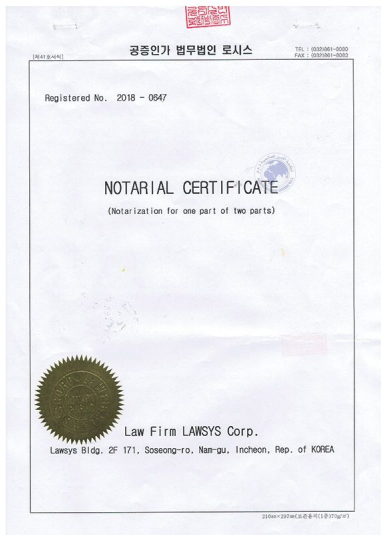 [제41호서식]
공증인가 법무법인 로시스
TEL : (032)861-0000
FAX : (032)861-0003
Registered No. 2018 - 0647
NOTARIAL CERTIFICATE
(Notarization for one part of two parts)
Law Firm LAWSYS Corp.
Lawsys Bldg. 2F 171, Soseong-ro, Nam-gu, Incheon, Rep. of KOREA
210mm×297mm(보존용지(1종)70g/㎡)